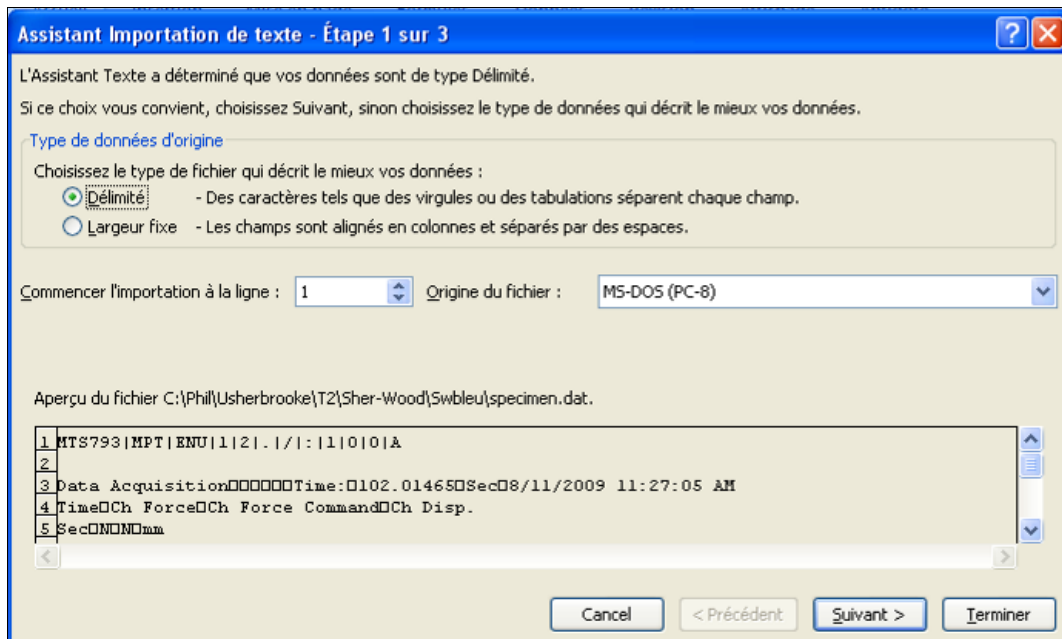 Assistant Importation de texte - Étape 1 sur 3
L'Assistant Texte a déterminé que vos données sont de type Délimité.
Si ce choix vous convient, choisissez Suivant, sinon choisissez le type de données qui décrit le mieux vos données.
Type de données d'origine
Choisissez le type de fichier qui décrit le mieux vos données :
Délimité - Des caractères tels que des virgules ou des tabulations séparent chaque champ.
Largeur fixe - Les champs sont alignés en colonnes et séparés par des espaces.
Commencer l'importation à la ligne : 1 Origine du fichier : MS-DOS (PC-8)
Aperçu du fichier C:\Phil\Usherbrooke\T2\Sher-Wood\Swbleu\specimen.dat.
1 MTS793|MPT|ENU|1|2|.|/|:|1|0|0|A
2
3 Data Acquisition□□□□□□Time:□102.01465□Sec□8/11/2009 11:27:05 AM
4 Time□Ch Force□Ch Force Command□Ch Disp.
5 Sec□N□N□mm
Cancel < Précédent Suivant > Terminer